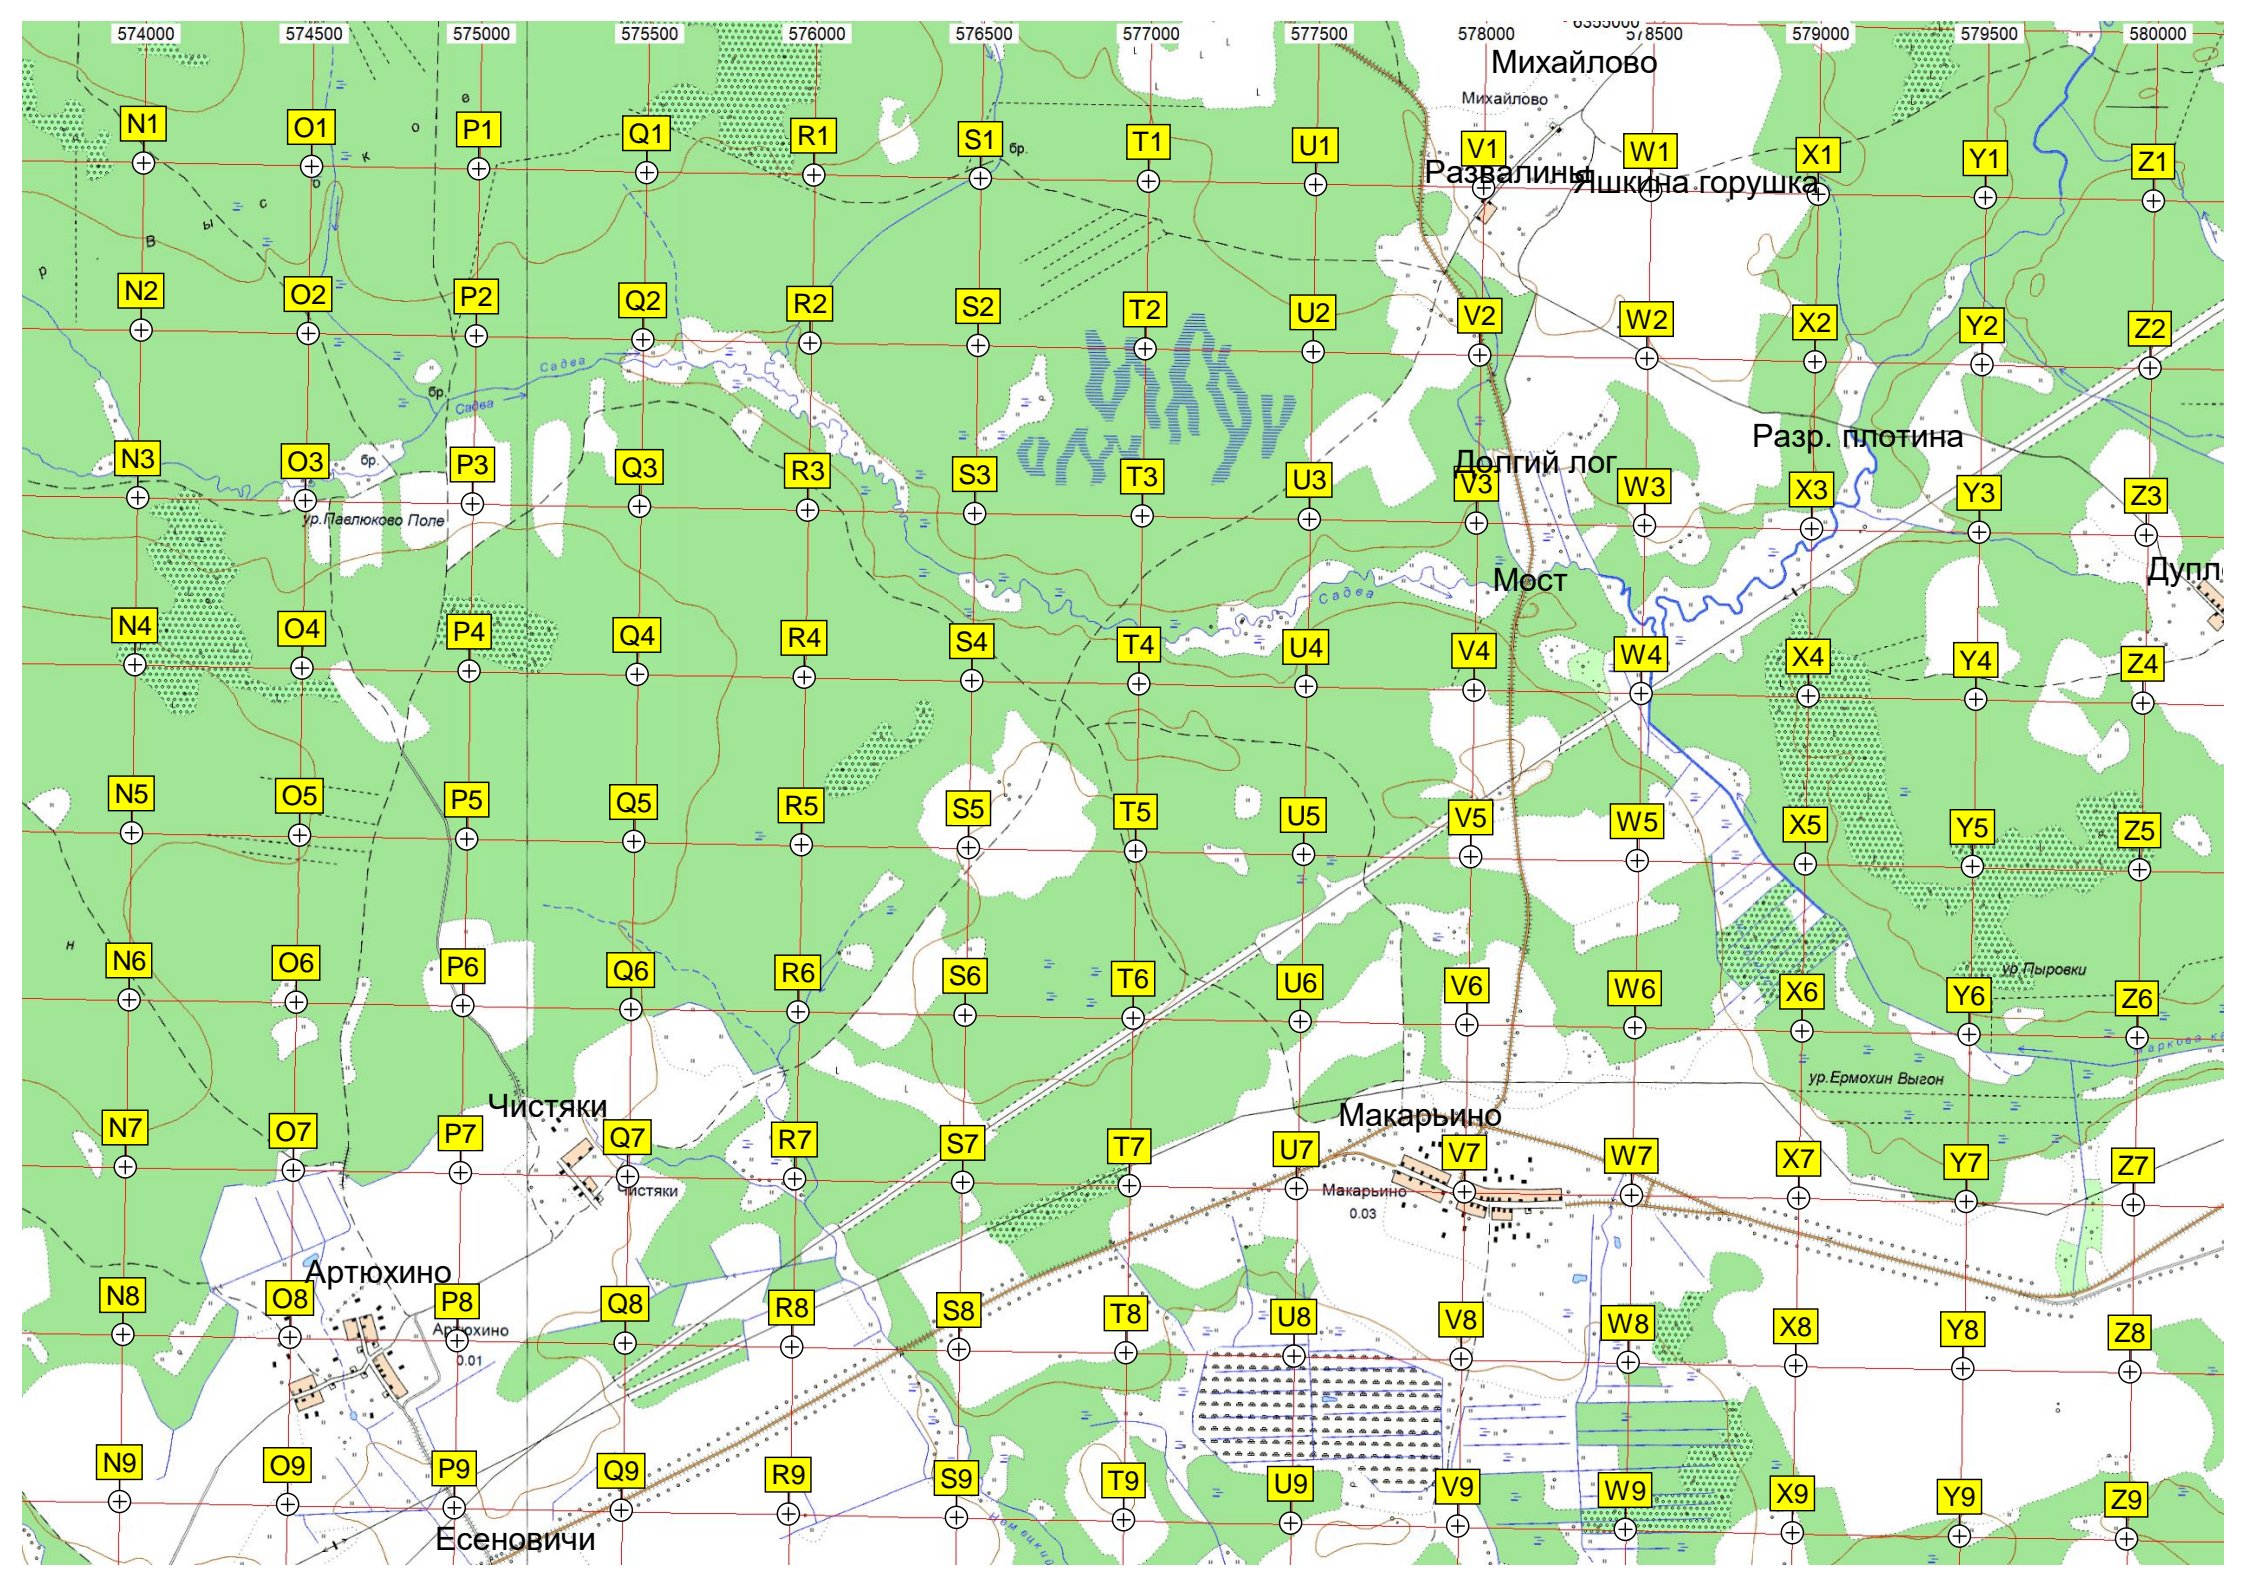 574000 574500 575000 575500 576000 576500 577000 577500 578000 578500 579000 579500 580000
6355000
Михайлово
Михайлово
N1 O1 P1 Q1 R1 S1 T1 U1 V1 W1 X1 Y1 Z1
бр.
Развалины Яшкина горушка
В ы с о к о е
р
N2 O2 P2 Q2 R2 S2 T2 U2 V2 W2 X2 Y2 Z2
Садва
бр.
Садва
Разр. плотина
бр.
Долгий лог
N3 O3 P3 Q3 R3 S3 T3 U3 V3 W3 X3 Y3 Z3
ур.Павлюково Поле
Мост
Дупл
Садва
N4 O4 P4 Q4 R4 S4 T4 U4 V4 W4 X4 Y4 Z4
N5 O5 P5 Q5 R5 S5 T5 U5 V5 W5 X5 Y5 Z5
н
ур.Пыровки
N6 O6 P6 Q6 R6 S6 T6 U6 V6 W6 X6 Y6 Z6
Маркова
ур.Ермохин Выгон
Чистяки
Макарьино
N7 O7 P7 Q7 R7 S7 T7 U7 V7 W7 X7 Y7 Z7
Чистяки
Макарьино
0.03
Артюхино
N8 O8 P8 Q8 R8 S8 T8 U8 V8 W8 X8 Y8 Z8
Артюхино
0.01
N9 O9 P9 Q9 R9 S9 T9 U9 V9 W9 X9 Y9 Z9
Немецкий
Есеновичи